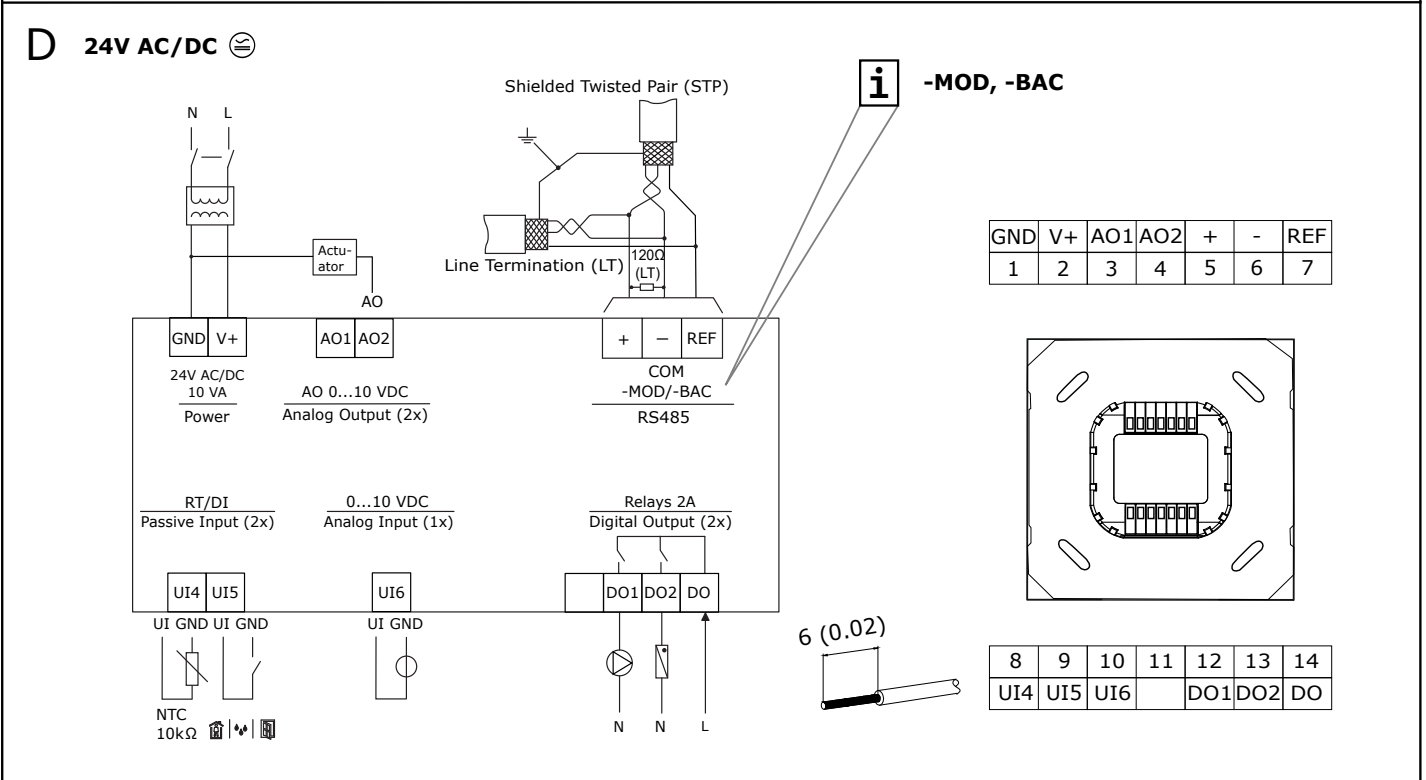 D 24V AC/DC
i -MOD, -BAC
Shielded Twisted Pair (STP)
N L
Actu-
ator
AO
Line Termination (LT)
120Ω
(LT)
GND V+ AO1 AO2 + - REF
1 2 3 4 5 6 7
GND V+ AO1 AO2 + — REF
24V AC/DC
10 VA
Power
AO 0...10 VDC
Analog Output (2x)
COM
-MOD/-BAC
RS485
RT/DI
Passive Input (2x)
0...10 VDC
Analog Input (1x)
Relays 2A
Digital Output (2x)
UI4 UI5 UI6 DO1 DO2 DO
UI GND UI GND UI GND
NTC
10kΩ
N N L
6 (0.02)
8 9 10 11 12 13 14
UI4 UI5 UI6 DO1 DO2 DO